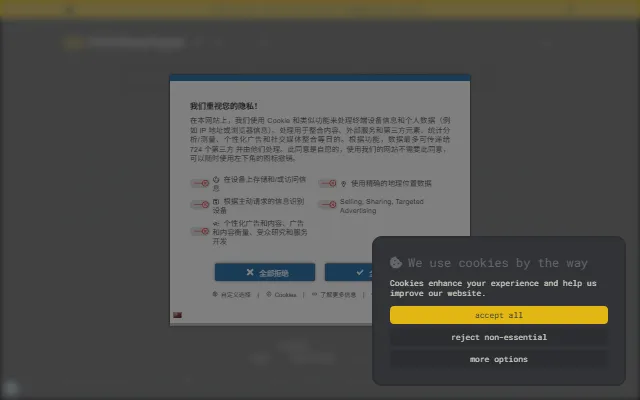 我们重视您的隐私!
在本网站上，我们使用 Cookie 和类似功能来处理终端设备信息和个人数据（例
如 IP 地址或浏览器信息）。处理用于整合内容、外部服务和第三方元素、统计分
析/测量、个性化广告和社交媒体整合等目的。根据功能，数据最多可传递给
724 个第三方 并由他们处理。此同意是自愿的，使用我们的网站不需要此同意，
可以随时使用左下角的图标撤销。
在设备上存储和/或访问信
息
使用精确的地理位置数据
根据主动请求的信息识别
设备
Selling, Sharing, Targeted
Advertising
个性化广告和内容、广告
和内容衡量、受众研究和服务
开发
全部拒绝
自定义选择 | Cookies | 了解更多信息 |
We use cookies by the way
Cookies enhance your experience and help us
improve our website.
accept all
reject non-essential
more options